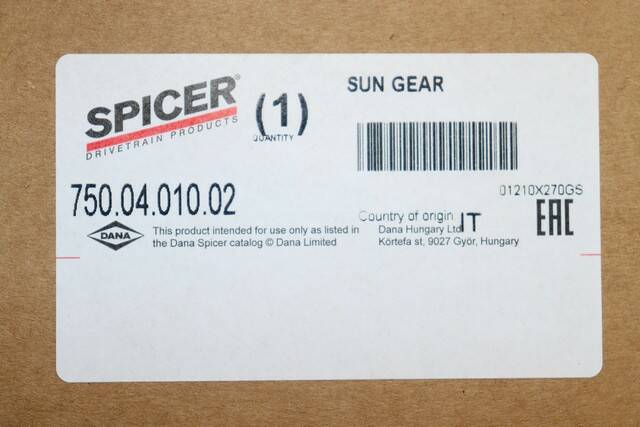 SPICER®
DRIVETRAIN PRODUCTS
(1)
QUANTITY
SUN GEAR
750.04.010.02
01210X270GS
DANA
This product intended for use only as listed in
the Dana Spicer catalog © Dana Limited
Country of origin IT
Dana Hungary Ltd
Körtefa st, 9027 Györ, Hungary
EAC